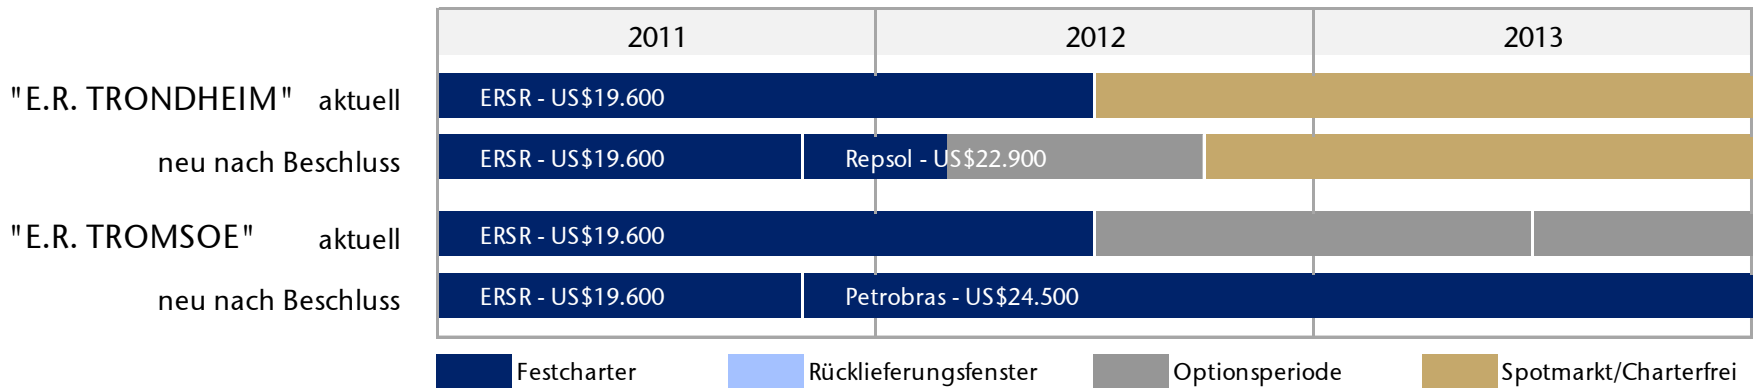 2011 2012 2013
"E.R. TRONDHEIM" aktuell ERSR - US$19.600
neu nach Beschluss ERSR - US$19.600 Repsol - US$22.900
"E.R. TROMSOE" aktuell ERSR - US$19.600
neu nach Beschluss ERSR - US$19.600 Petrobras - US$24.500
Festcharter Rücklieferungsfenster Optionsperiode Spotmarkt/Charterfrei